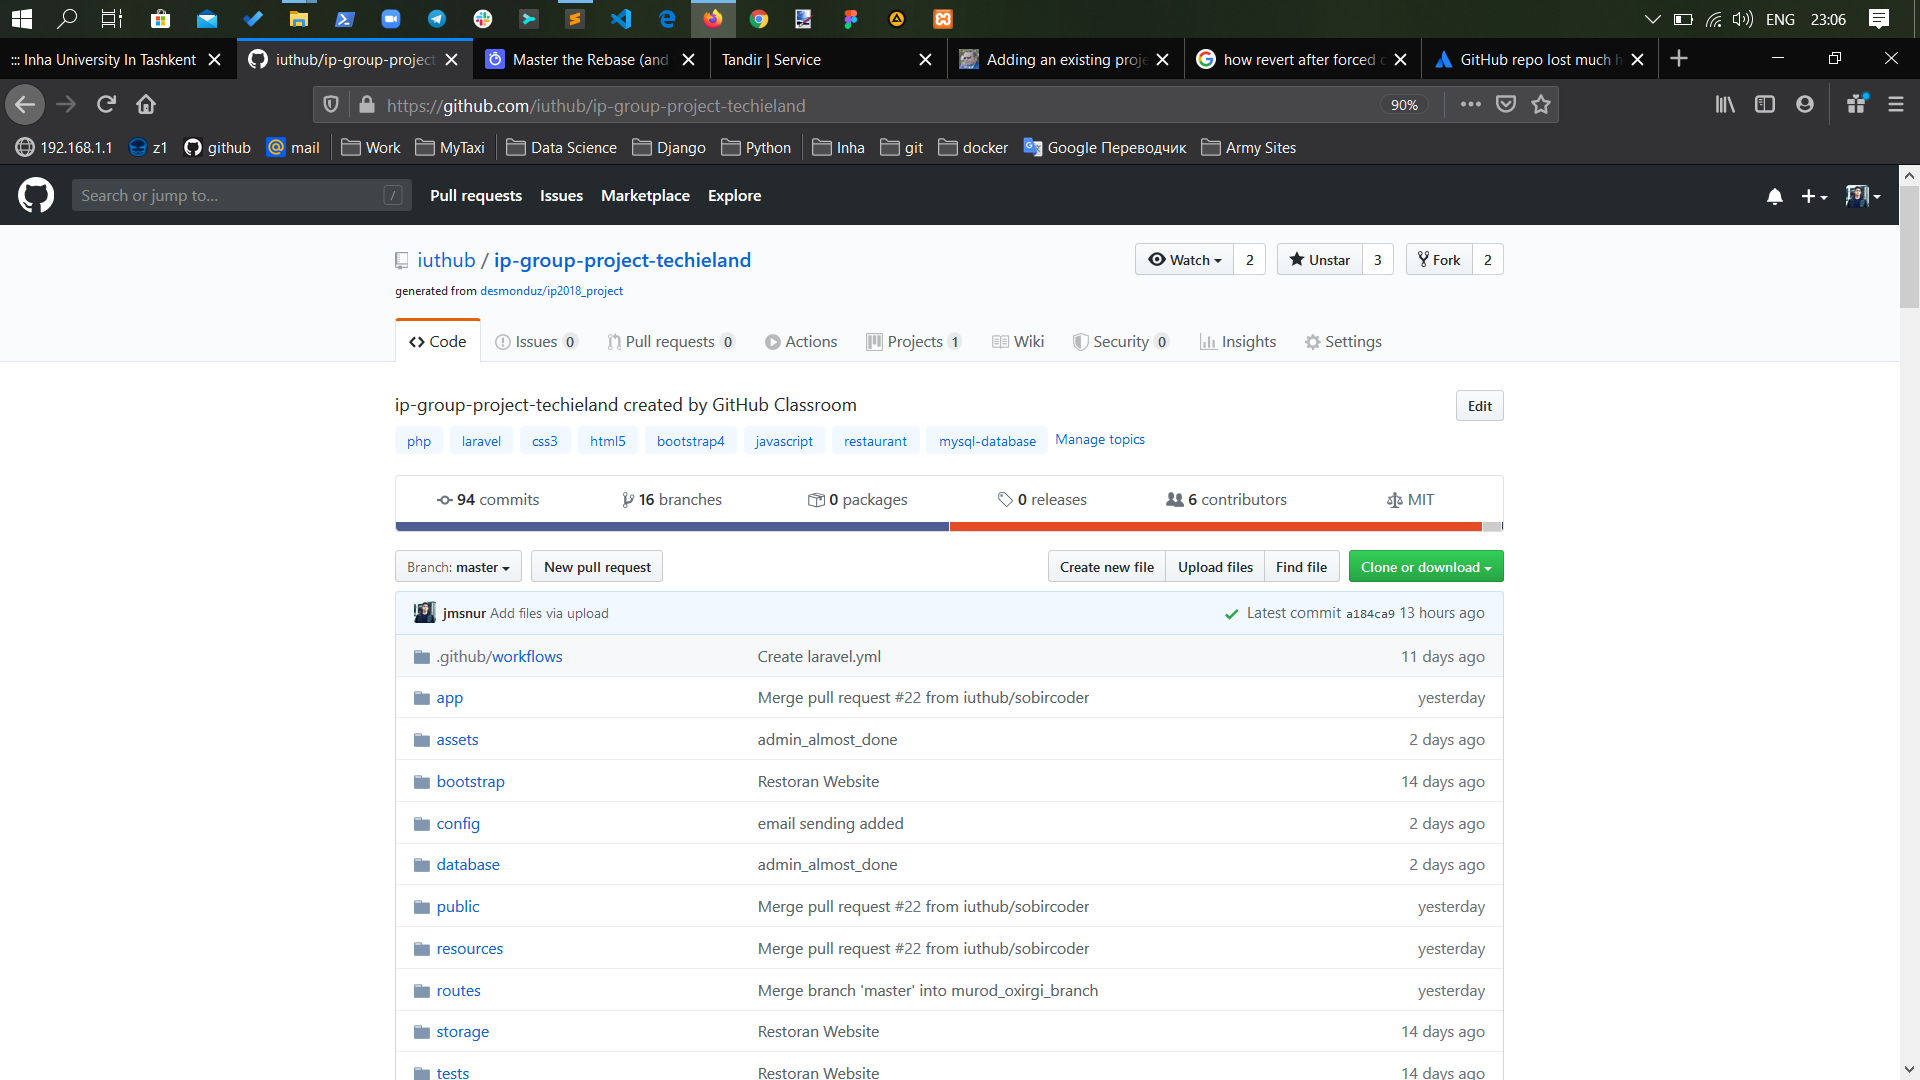 ENG 23:06
::: Inha University In Tashkent
iuthub/ip-group-project
Master the Rebase (and
Tandir | Service
Adding an existing proje
how revert after forced
GitHub repo lost much h
https://github.com/iuthub/ip-group-project-techieland
90%
192.168.1.1 z1 github mail Work MyTaxi Data Science Django Python Inha git docker Google Переводчик Army Sites
Search or jump to... /
Pull requests Issues Marketplace Explore
iuthub / ip-group-project-techieland
Watch 2 Unstar 3 Fork 2
generated from desmonduz/ip2018_project
Code Issues 0 Pull requests 0 Actions Projects 1 Wiki Security 0 Insights Settings
ip-group-project-techieland created by GitHub Classroom
Edit
php laravel css3 html5 bootstrap4 javascript restaurant mysql-database Manage topics
94 commits 16 branches 0 packages 0 releases 6 contributors MIT
Branch: master New pull request Create new file Upload files Find file Clone or download
jmsnur Add files via upload Latest commit a184ca9 13 hours ago
.github/workflows Create laravel.yml 11 days ago
app Merge pull request #22 from iuthub/sobircoder yesterday
assets admin_almost_done 2 days ago
bootstrap Restoran Website 14 days ago
config email sending added 2 days ago
database admin_almost_done 2 days ago
public Merge pull request #22 from iuthub/sobircoder yesterday
resources Merge pull request #22 from iuthub/sobircoder yesterday
routes Merge branch 'master' into murod_oxirgi_branch yesterday
storage Restoran Website 14 days ago
tests Restoran Website 14 days ago